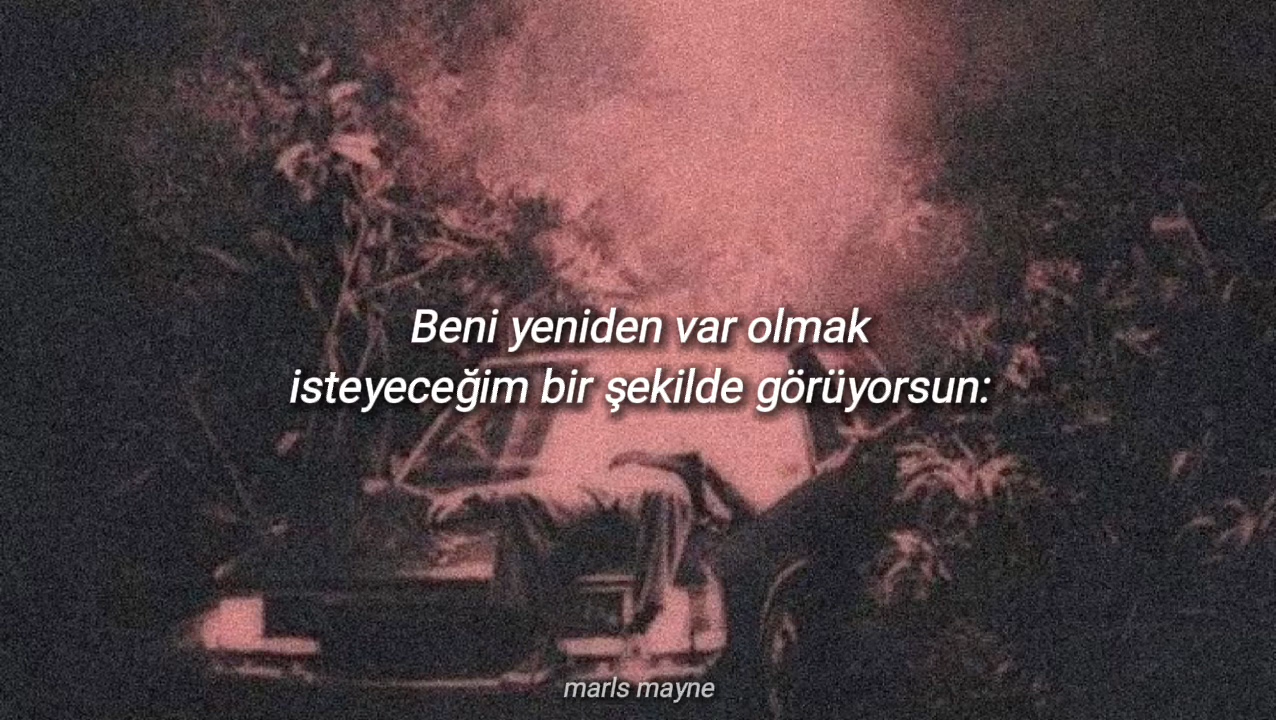 Beni yeniden var olmak
isteyeceğim bir şekilde görüyorsun:
marls mayne